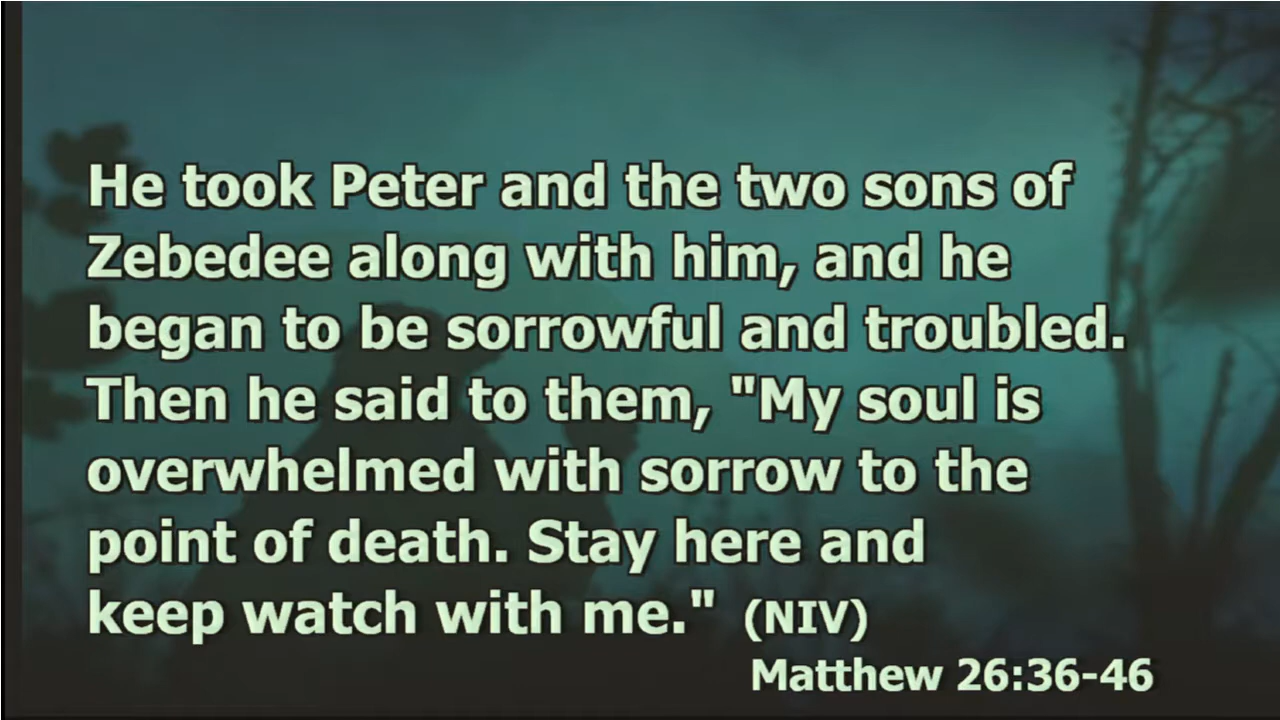 He took Peter and the two sons of
Zebedee along with him, and he
began to be sorrowful and troubled.
Then he said to them, "My soul is
overwhelmed with sorrow to the
point of death. Stay here and
keep watch with me." (NIV)
Matthew 26:36-46